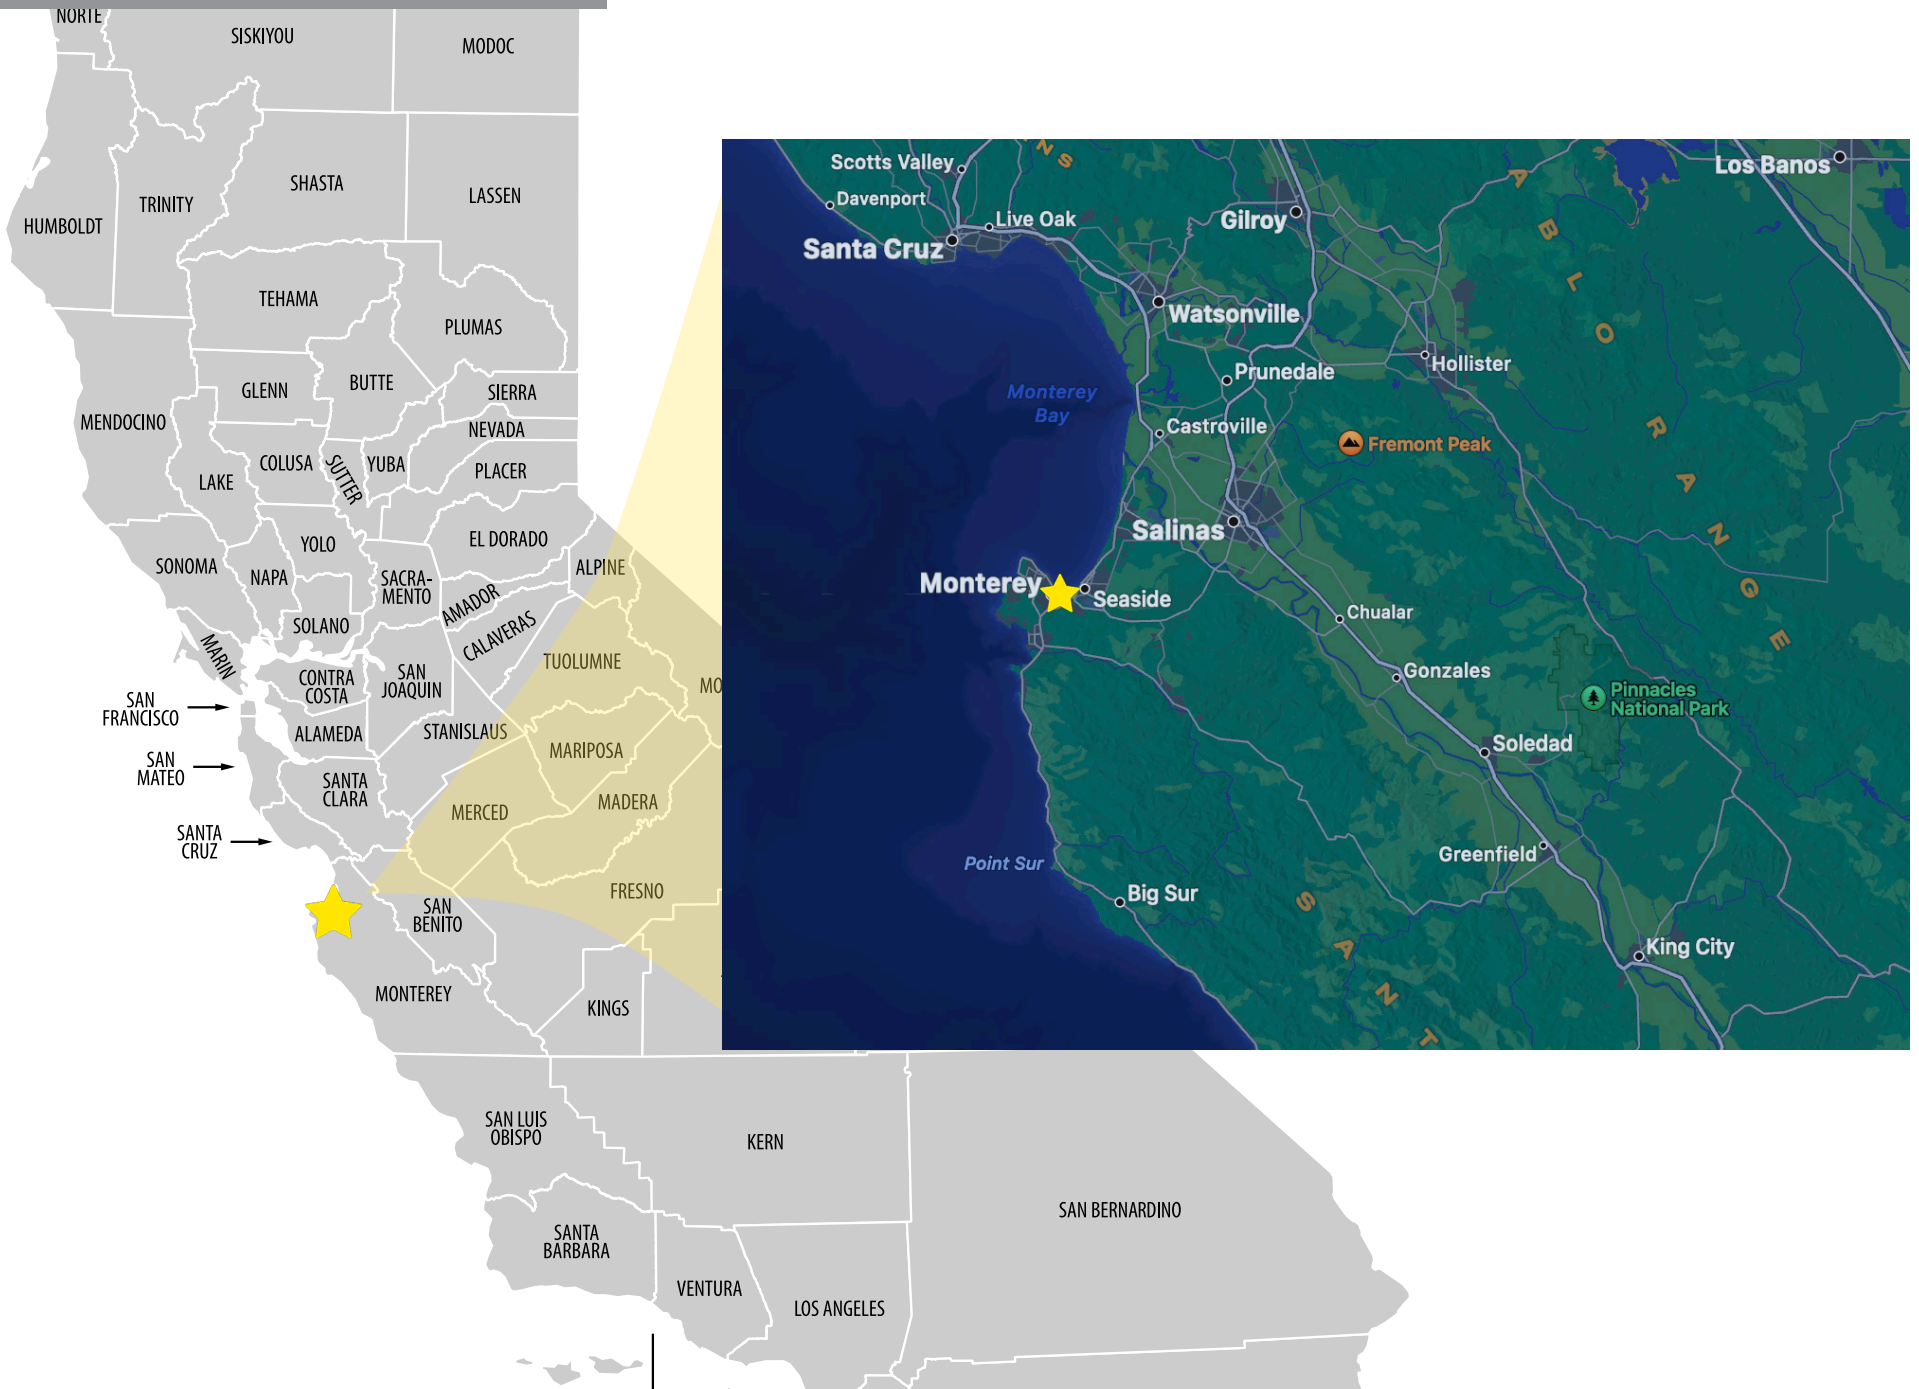 NORTE
SISKIYOU
MODOC
HUMBOLDT
TRINITY
SHASTA
LASSEN
TEHAMA
PLUMAS
MENDOCINO
GLENN
BUTTE
SIERRA
NEVADA
LAKE
COLUSA
SUTTER
YUBA
PLACER
SONOMA
NAPA
YOLO
SACRA-
MENTO
EL DORADO
ALPINE
AMADOR
SOLANO
CALAVERAS
MARIN
CONTRA
COSTA
SAN
JOAQUIN
TUOLUMNE
MO
SAN
FRANCISCO
ALAMEDA
STANISLAUS
MARIPOSA
SAN
MATEO
SANTA
CLARA
MERCED
MADERA
SANTA
CRUZ
FRESNO
SAN
BENITO
MONTEREY
KINGS
SAN LUIS
OBISPO
KERN
SAN BERNARDINO
SANTA
BARBARA
VENTURA
LOS ANGELES
NS
Scotts Valley
Davenport
Live Oak
Santa Cruz
Gilroy
Los Banos
Watsonville
Prunedale
Hollister
Monterey
Bay
Castroville
Fremont Peak
Salinas
Monterey
Seaside
Chualar
Gonzales
Pinnacles
National Park
Soledad
Greenfield
Point Sur
Big Sur
King City
ABLO RANGE
SANT